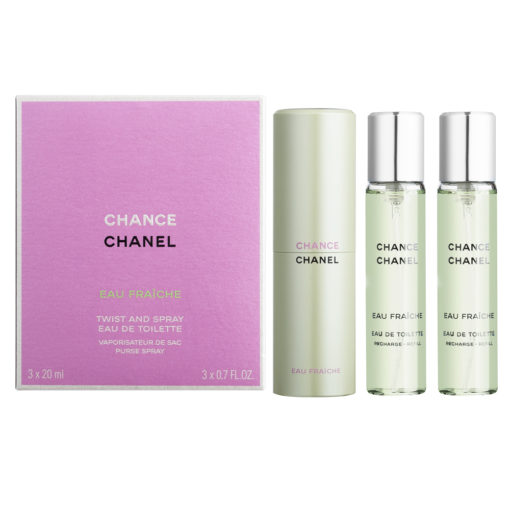 CHANCE
CHANEL
EAU FRAÎCHE
TWIST AND SPRAY
EAU DE TOILETTE
VAPORISATEUR DE SAC
PURSE SPRAY
3 x 20 ml
3 x 0.7 FL. OZ.
CHANCE
CHANEL
EAU FRAÎCHE
CHANCE
CHANEL
EAU FRAÎCHE
EAU DE TOILETTE
RECHARGE - REFILL
CHANCE
CHANEL
EAU FRAÎCHE
EAU DE TOILETTE
RECHARGE - REFILL